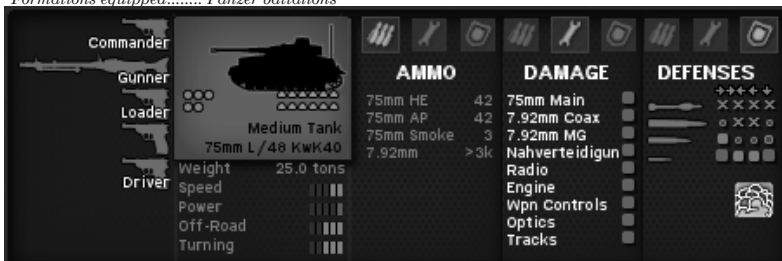 Formations equipped........ Panzer battalions
Commander
Gunner
Loader
Driver
Medium Tank
75mm L/48 KwK40
Weight 25.0 tons
Speed
Power
Off-Road
Turning
AMMO
75mm HE 42
75mm AP 42
75mm Smoke 3
7.92mm >3k
DAMAGE
75mm Main
7.92mm Coax
7.92mm MG
Nahverteidigun
Radio
Engine
Wpn Controls
Optics
Tracks
DEFENSES